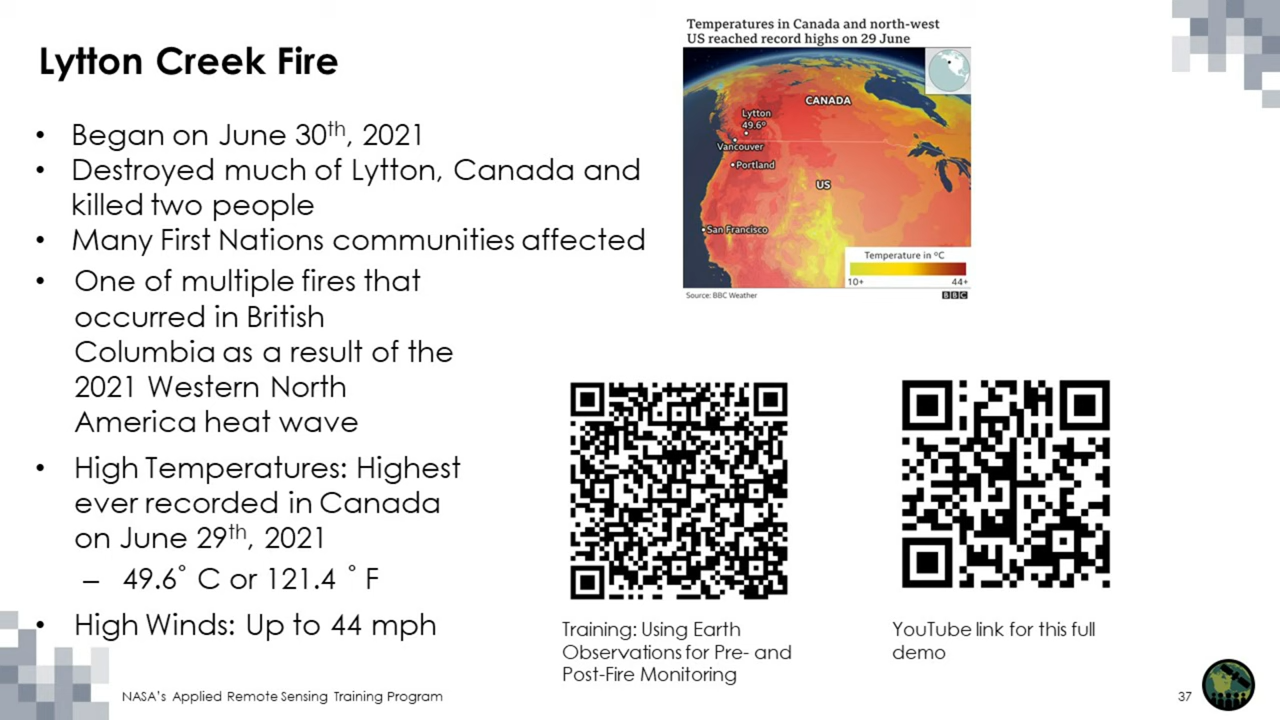 Lytton Creek Fire
• Began on June 30th, 2021
• Destroyed much of Lytton, Canada and
killed two people
• Many First Nations communities affected
• One of multiple fires that
occurred in British
Columbia as a result of the
2021 Western North
America heat wave
• High Temperatures: Highest
ever recorded in Canada
on June 29th, 2021
– 49.6˚ C or 121.4 ˚ F
• High Winds: Up to 44 mph
Temperatures in Canada and north-west
US reached record highs on 29 June
CANADA
Lytton
49.6º
Vancouver
Portland
US
San Francisco
Temperature in ºC
10+ 44+
Source: BBC Weather BBC
Training: Using Earth
Observations for Pre- and
Post-Fire Monitoring
YouTube link for this full
demo
NASA's Applied Remote Sensing Training Program
37